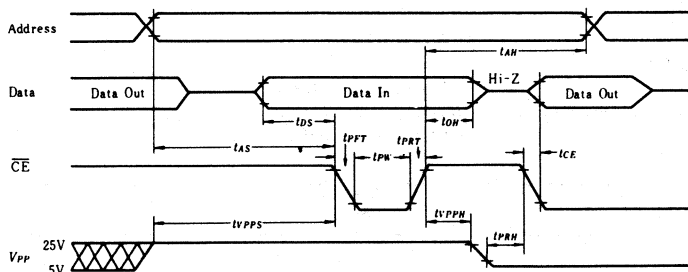 Address
tAH
Hi-Z
Data
Data Out
Data In
Data Out
tDS
tPFT
tPRT
tOH
tAS
tPW
tCE
CE
tVPPS
tVPPH
tPRH
25V
VPP
5V